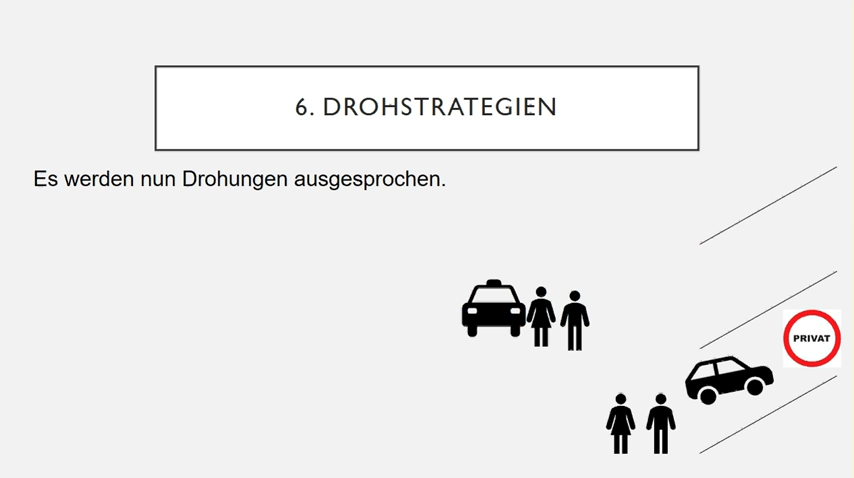 6. DROHSTRATEGIEN
Es werden nun Drohungen ausgesprochen.
PRIVAT